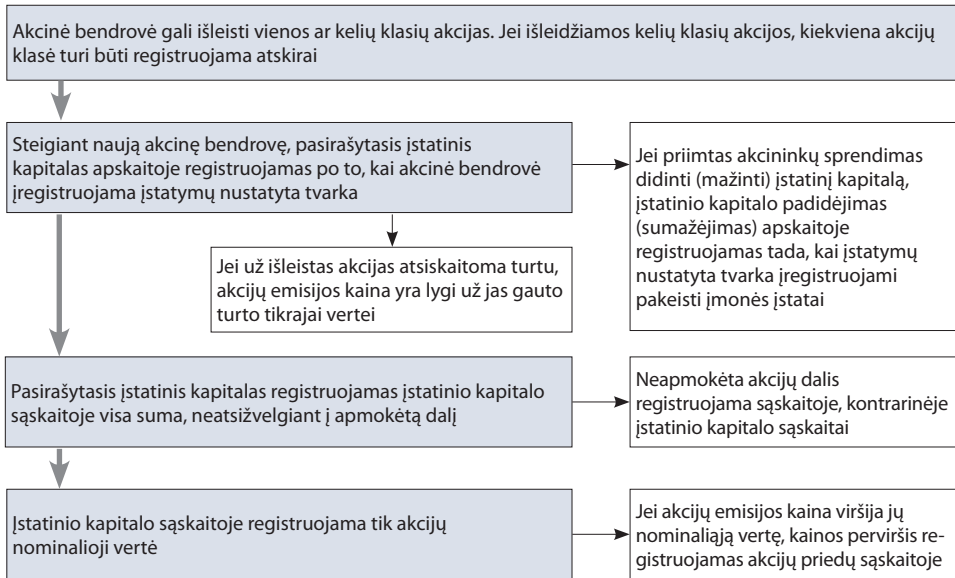 Akcinė bendrovė gali išleisti vienos ar kelių klasių akcijas. Jei išleidžiamos kelių klasių akcijos, kiekviena akcijų
klasė turi būti registruojama atskirai
Steigiant naują akcinę bendrovę, pasirašytasis įstatinis
kapitalas apskaitoje registruojamas po to, kai akcinė bendrovė
įregistruojama įstatymų nustatyta tvarka
Jei priimtas akcininkų sprendimas
didinti (mažinti) įstatinį kapitalą,
įstatinio kapitalo padidėjimas
(sumažėjimas) apskaitoje
registruojamas tada, kai įstatymų
nustatyta tvarka įregistruojami
pakeisti įmonės įstatai
Jei už išleistas akcijas atsiskaitoma turtu,
akcijų emisijos kaina yra lygi už jas gauto
turto tikrajai vertei
Pasirašytasis įstatinis kapitalas registruojamas įstatinio kapitalo
sąskaitoje visa suma, neatsižvelgiant į apmokėtą dalį
Neapmokėta akcijų dalis
registruojama sąskaitoje, kontrarinėje
įstatinio kapitalo sąskaitai
Įstatinio kapitalo sąskaitoje registruojama tik akcijų
nominalioji vertė
Jei akcijų emisijos kaina viršija jų
nominaliąją vertę, kainos perviršis re-
gistruojamas akcijų priedų sąskaitoje